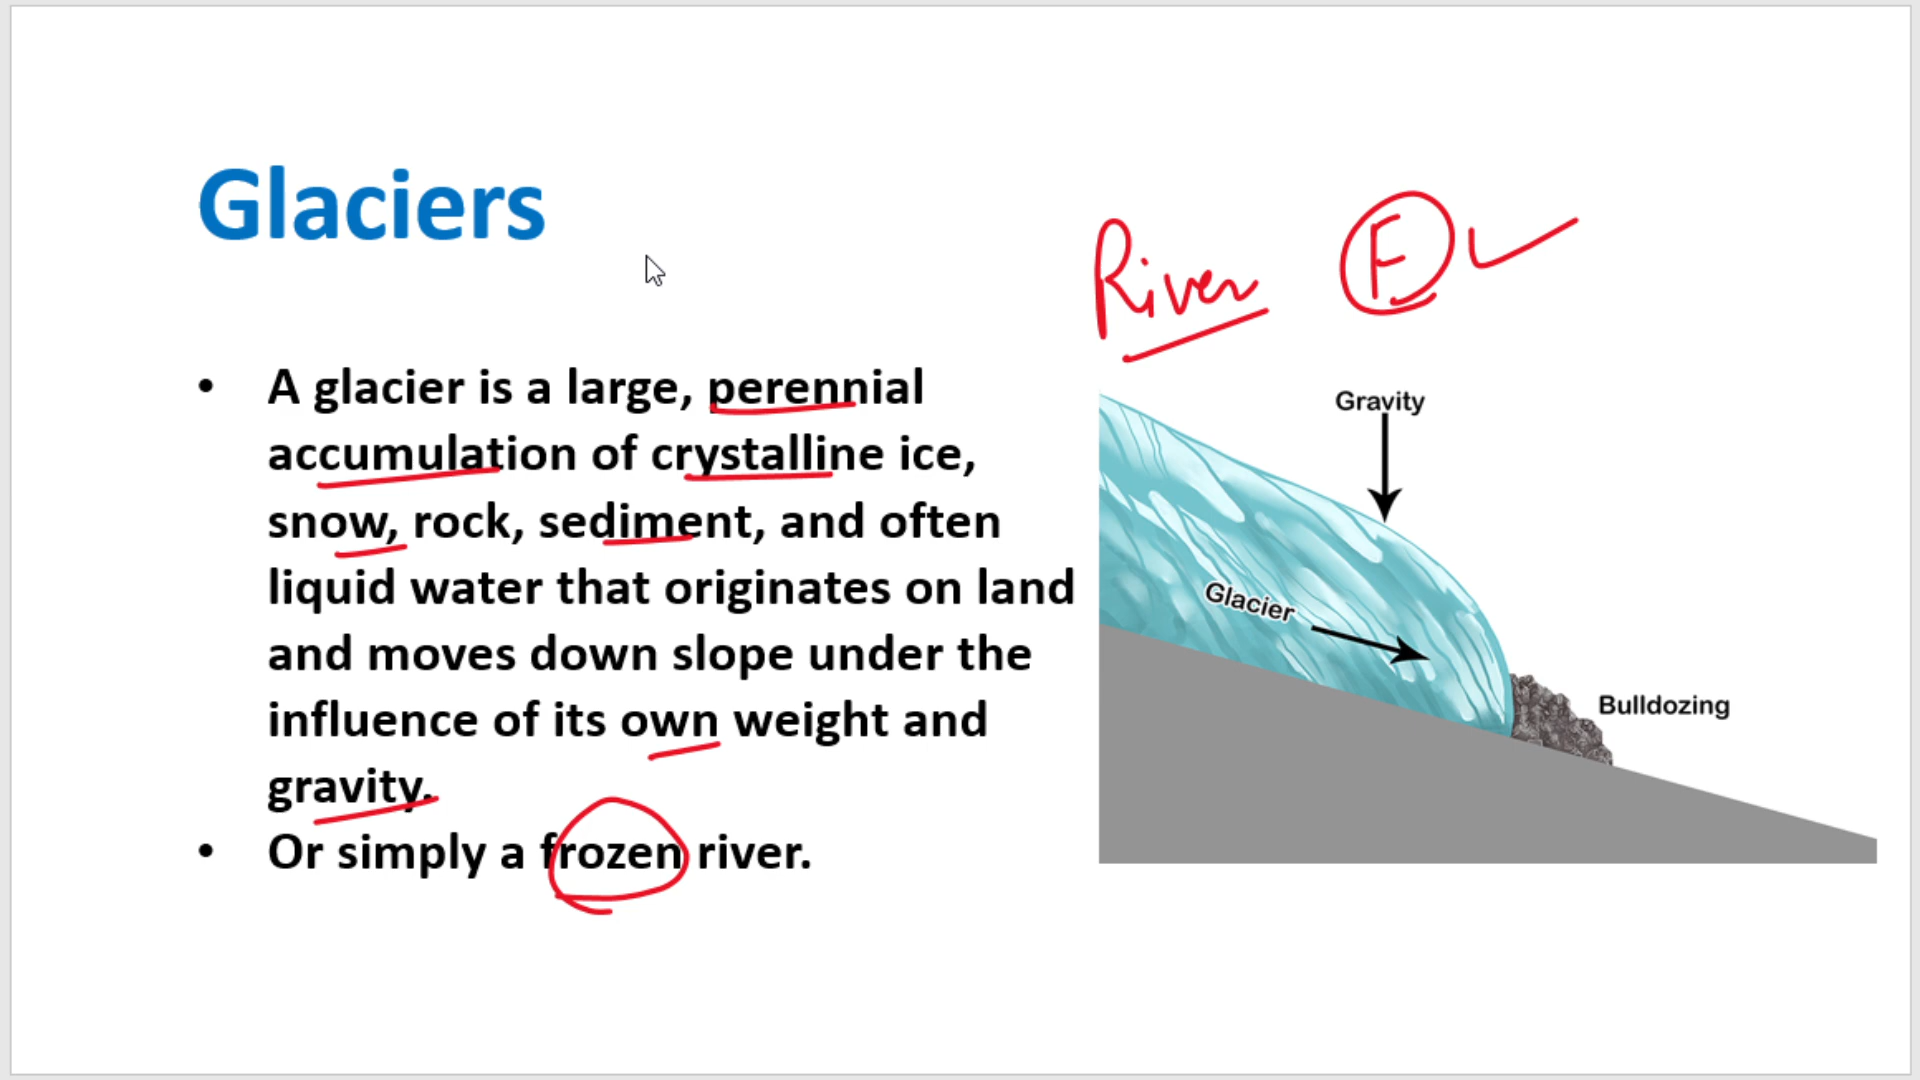 Glaciers
River F
• A glacier is a large, perennial
accumulation of crystalline ice,
snow, rock, sediment, and often
liquid water that originates on land
and moves down slope under the
influence of its own weight and
gravity.
• Or simply a frozen river.
Gravity
Glacier
Bulldozing